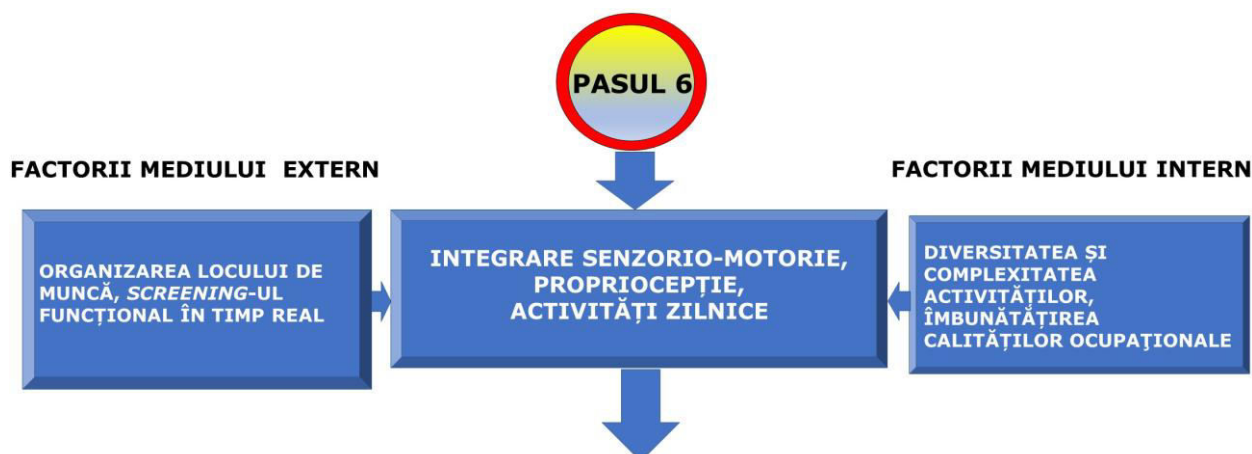 PASUL 6
FACTORII MEDIULUI EXTERN
FACTORII MEDIULUI INTERN
ORGANIZAREA LOCULUI DE
MUNCĂ, SCREENING-UL
FUNCȚIONAL ÎN TIMP REAL
INTEGRARE SENZORIO-MOTORIE,
PROPRIOCEPȚIE,
ACTIVITĂȚI ZILNICE
DIVERSITATEA ȘI
COMPLEXITATEA
ACTIVITĂȚILOR,
ÎMBUNĂTĂȚIREA
CALITĂȚILOR OCUPAŢIONALE